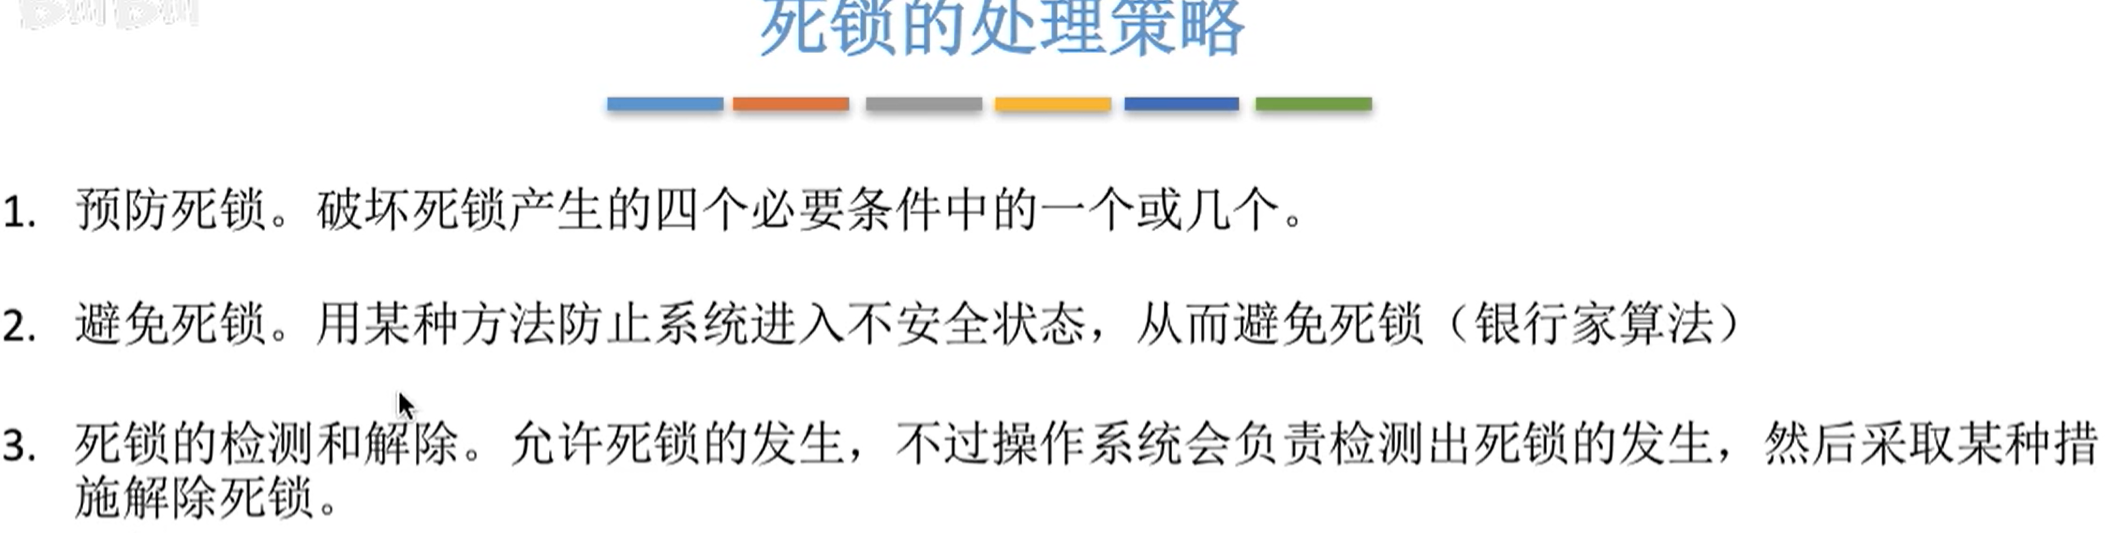 死锁的处理策略
1. 预防死锁。破坏死锁产生的四个必要条件中的一个或几个。
2. 避免死锁。用某种方法防止系统进入不安全状态，从而避免死锁（银行家算法）
3. 死锁的检测和解除。允许死锁的发生，不过操作系统会负责检测出死锁的发生，然后采取某种措
施解除死锁。